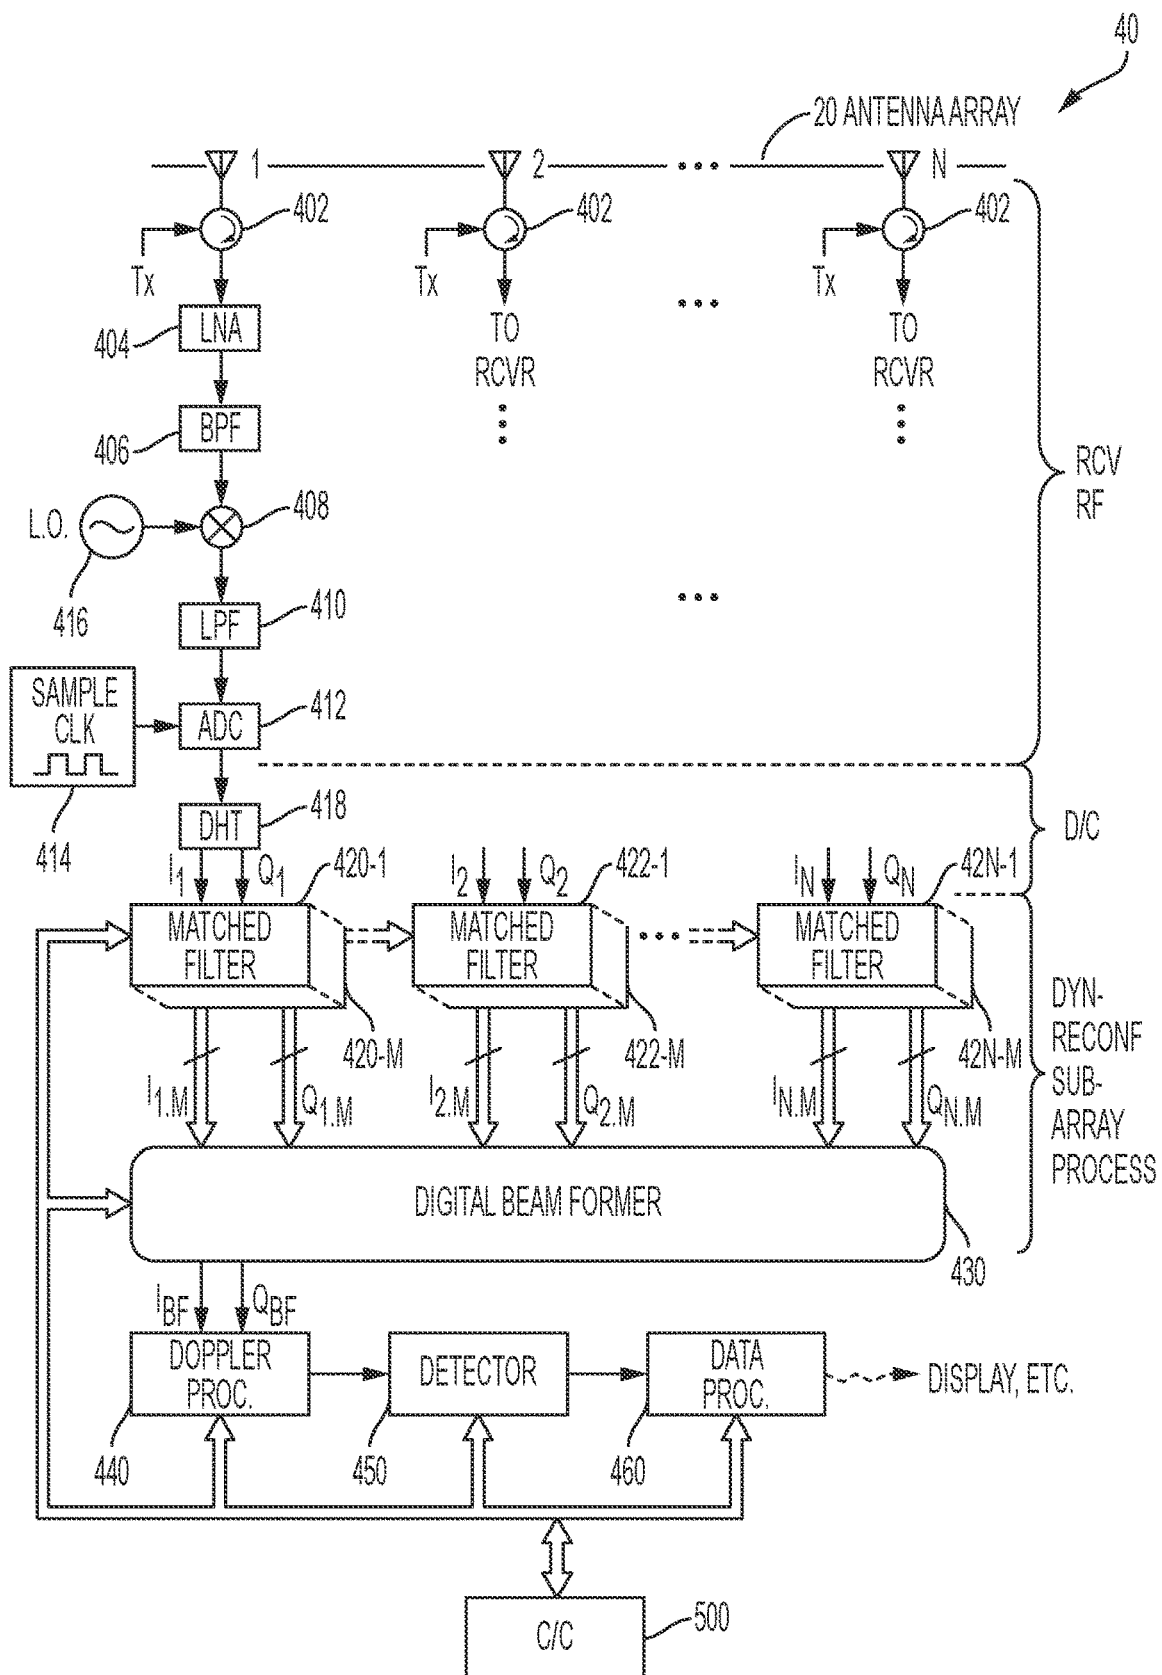 40
20 ANTENNA ARRAY
1
2
N
402
402
402
Tx
Tx
Tx
LNA
404
TO
RCVR
TO
RCVR
BPF
406
RCV
RF
L.O.
408
416
LPF
410
SAMPLE
CLK
ADC
412
414
DHT
418
D/C
I1
Q1
420-1
I2
Q2
422-1
IN
QN
42N-1
MATCHED
FILTER
MATCHED
FILTER
MATCHED
FILTER
420-M
422-M
42N-M
DYN-
RECONF
SUB-
ARRAY
PROCESS
I1.M
Q1.M
I2.M
Q2.M
IN.M
QN.M
DIGITAL BEAM FORMER
430
IBF
QBF
DOPPLER
PROC.
DETECTOR
DATA
PROC.
DISPLAY, ETC.
440
450
460
C/C
500